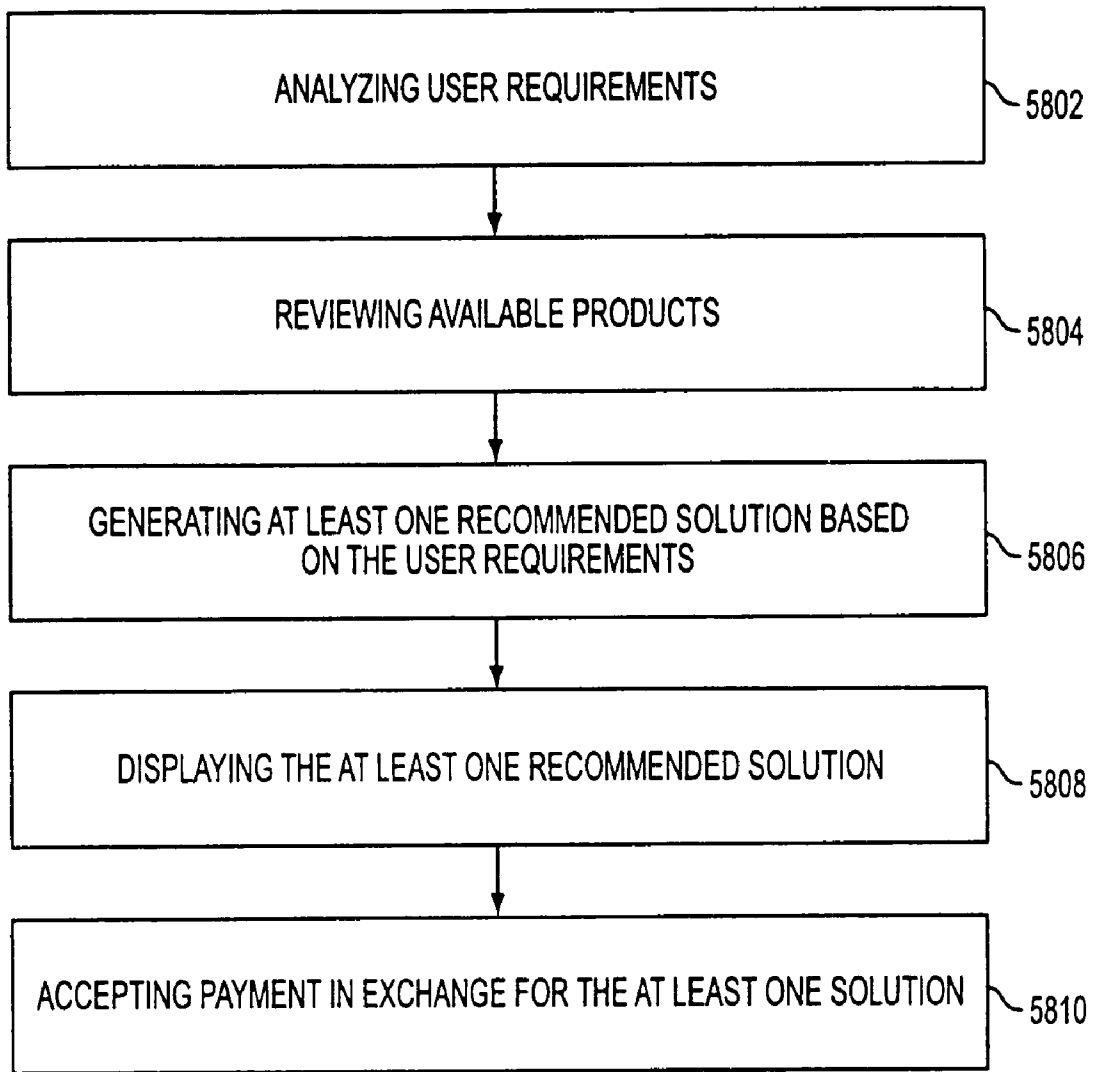 ANALYZING USER REQUIREMENTS
5802
REVIEWING AVAILABLE PRODUCTS
5804
GENERATING AT LEAST ONE RECOMMENDED SOLUTION BASED
ON THE USER REQUIREMENTS
5806
DISPLAYING THE AT LEAST ONE RECOMMENDED SOLUTION
5808
ACCEPTING PAYMENT IN EXCHANGE FOR THE AT LEAST ONE SOLUTION
5810